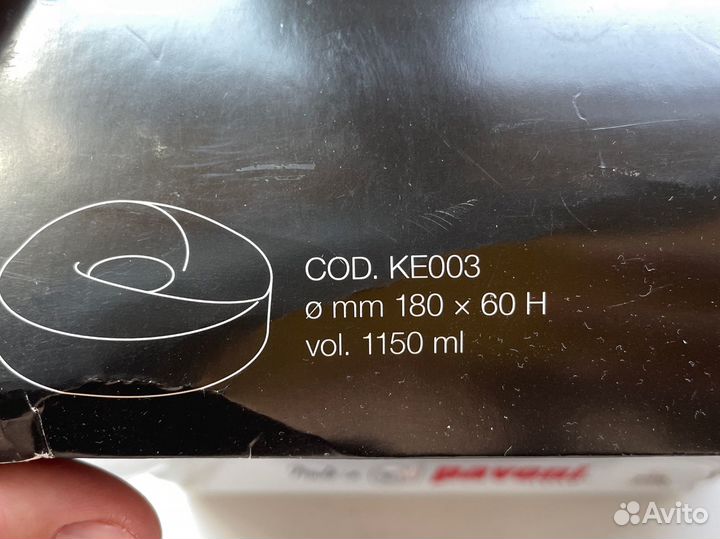 COD. KE003
ø mm 180 × 60 H
vol. 1150 ml
pavoni
Avito